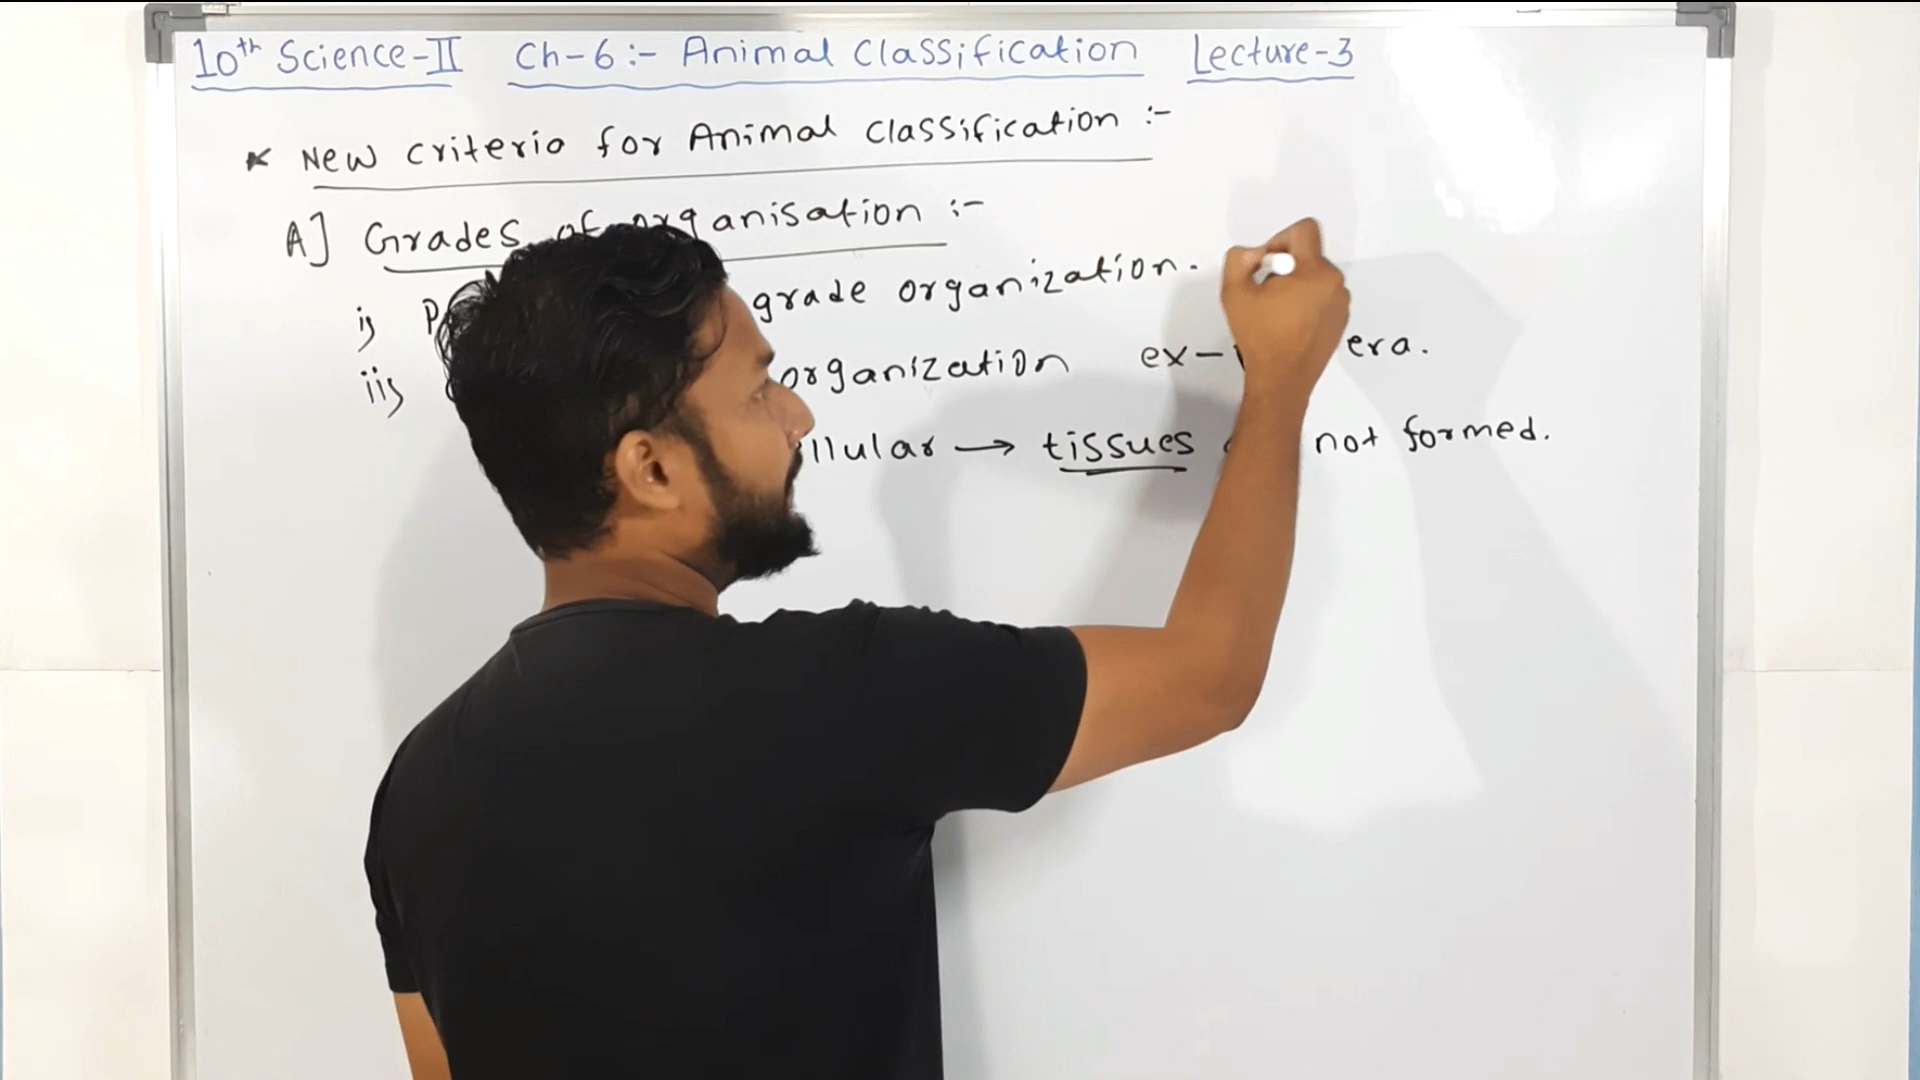 10th Science-II Ch-6:- Animal Classification Lecture-3
* New criteria for Animal classification :-
A] Grades of organisation :-
i) grade organization.
ii) organization ex- era.
tissues not formed.